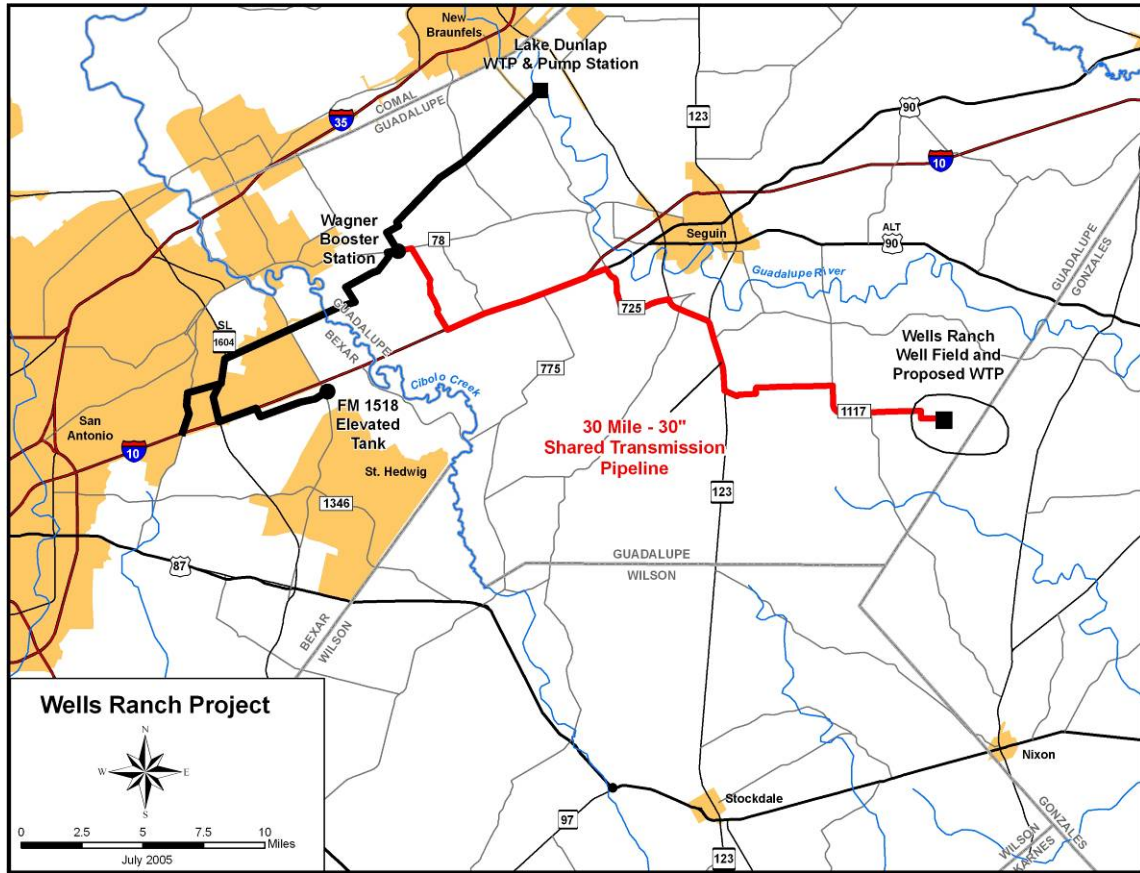 New
Braunfels
Lake Dunlap
WTP & Pump Station
COMAL
GUADALUPE
35
123
90
10
Wagner
Booster
Station
78
Seguin
ALT
90
Guadalupe River
GUADALUPE
GONZALES
SL
1604
GUADALUPE
BEXAR
725
775
Cibolo Creek
Wells Ranch
Well Field and
Proposed WTP
FM 1518
Elevated
Tank
San
Antonio
10
1117
30 Mile - 30"
Shared Transmission
Pipeline
St. Hedwig
1346
123
87
GUADALUPE
WILSON
BEXAR
WILSON
Wells Ranch Project
N
W
E
S
0
2.5
5
7.5
10
Miles
July 2005
Nixon
Stockdale
97
123
GONZALES
WILSON
KARNES